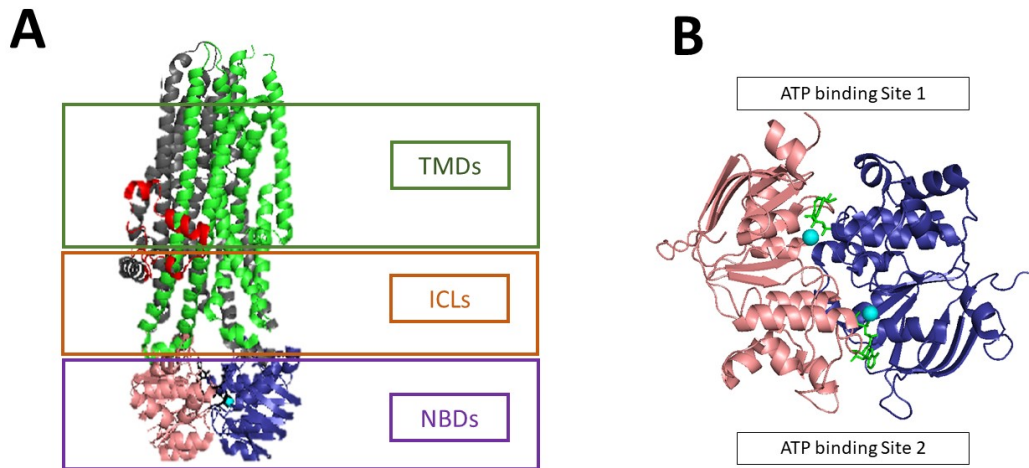 A
TMDs
ICLs
NBDs
B
ATP binding Site 1
ATP binding Site 2